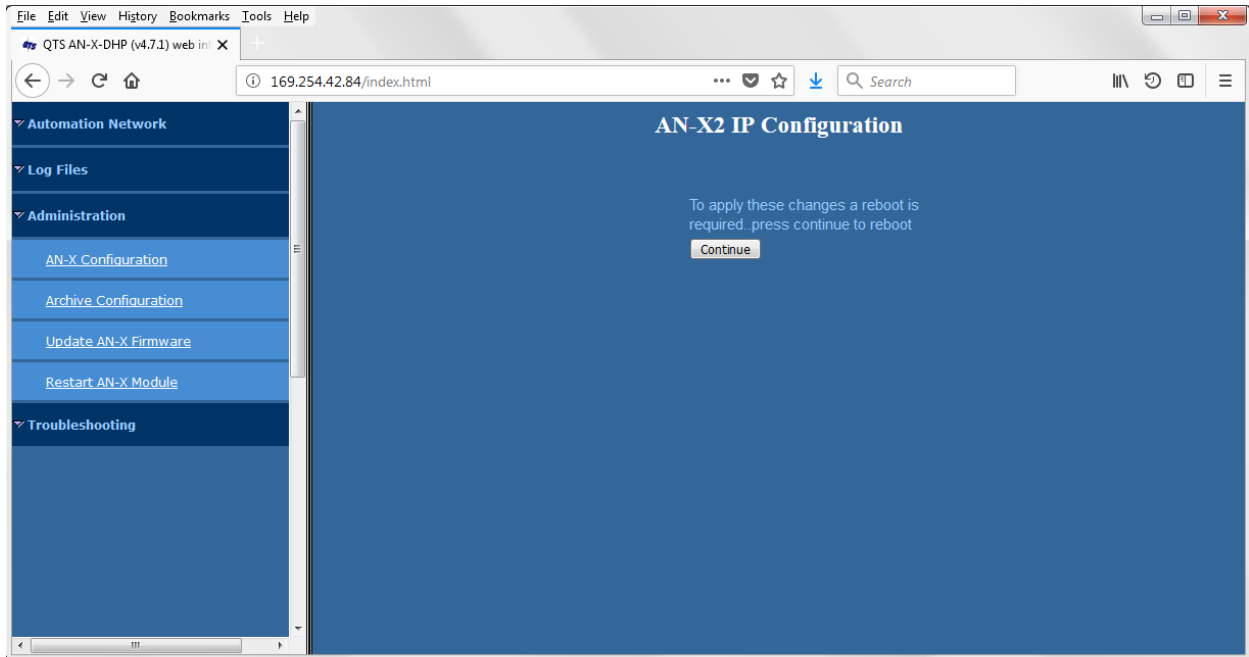 File Edit View History Bookmarks Tools Help
QTS AN-X-DHP (v4.7.1) web int
169.254.42.84/index.html
Search
Automation Network
Log Files
Administration
AN-X Configuration
Archive Configuration
Update AN-X Firmware
Restart AN-X Module
Troubleshooting
AN-X2 IP Configuration
To apply these changes a reboot is
required..press continue to reboot
Continue